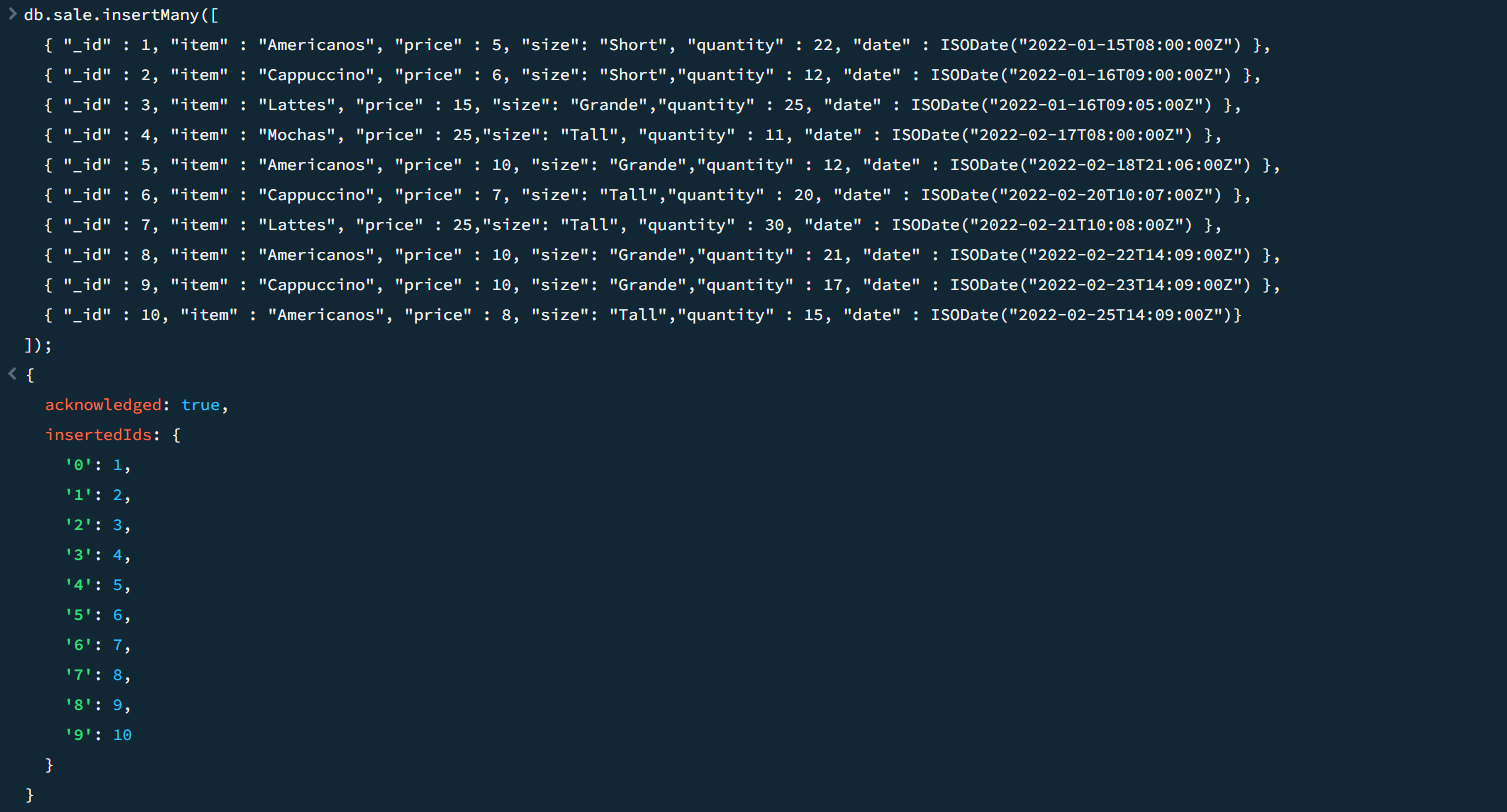 > db.sale.insertMany([
{ "_id" : 1, "item" : "Americanos", "price" : 5, "size": "Short", "quantity" : 22, "date" : ISODate("2022-01-15T08:00:00Z") },
{ "_id" : 2, "item" : "Cappuccino", "price" : 6, "size": "Short","quantity" : 12, "date" : ISODate("2022-01-16T09:00:00Z") },
{ "_id" : 3, "item" : "Lattes", "price" : 15, "size": "Grande","quantity" : 25, "date" : ISODate("2022-01-16T09:05:00Z") },
{ "_id" : 4, "item" : "Mochas", "price" : 25,"size": "Tall", "quantity" : 11, "date" : ISODate("2022-02-17T08:00:00Z") },
{ "_id" : 5, "item" : "Americanos", "price" : 10, "size": "Grande","quantity" : 12, "date" : ISODate("2022-02-18T21:06:00Z") },
{ "_id" : 6, "item" : "Cappuccino", "price" : 7, "size": "Tall","quantity" : 20, "date" : ISODate("2022-02-20T10:07:00Z") },
{ "_id" : 7, "item" : "Lattes", "price" : 25,"size": "Tall", "quantity" : 30, "date" : ISODate("2022-02-21T10:08:00Z") },
{ "_id" : 8, "item" : "Americanos", "price" : 10, "size": "Grande","quantity" : 21, "date" : ISODate("2022-02-22T14:09:00Z") },
{ "_id" : 9, "item" : "Cappuccino", "price" : 10, "size": "Grande","quantity" : 17, "date" : ISODate("2022-02-23T14:09:00Z") },
{ "_id" : 10, "item" : "Americanos", "price" : 8, "size": "Tall","quantity" : 15, "date" : ISODate("2022-02-25T14:09:00Z")}
]);
< {
acknowledged: true,
insertedIds: {
'0': 1,
'1': 2,
'2': 3,
'3': 4,
'4': 5,
'5': 6,
'6': 7,
'7': 8,
'8': 9,
'9': 10
}
}